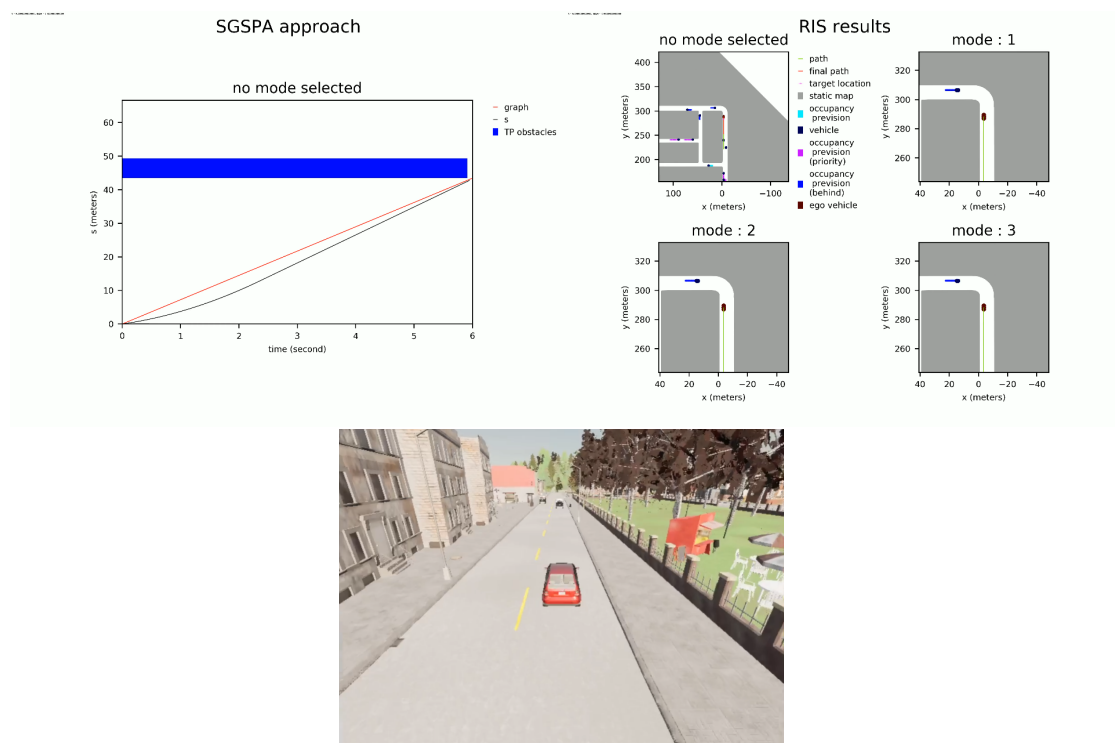 SGSPA approach
no mode selected
60
50
40
30
20
10
0
s (meters)
0 1 2 3 4 5 6
time (second)
graph
s
TP obstacles
RIS results
no mode selected
400
350
300
250
200
y (meters)
100 0 −100
x (meters)
path
final path
target location
static map
occupancy
prevision
vehicle
occupancy
prevision
(priority)
occupancy
prevision
(behind)
ego vehicle
mode : 1
320
300
280
260
y (meters)
40 20 0 −20 −40
x (meters)
mode : 2
320
300
280
260
y (meters)
40 20 0 −20 −40
x (meters)
mode : 3
320
300
280
260
y (meters)
40 20 0 −20 −40
x (meters)